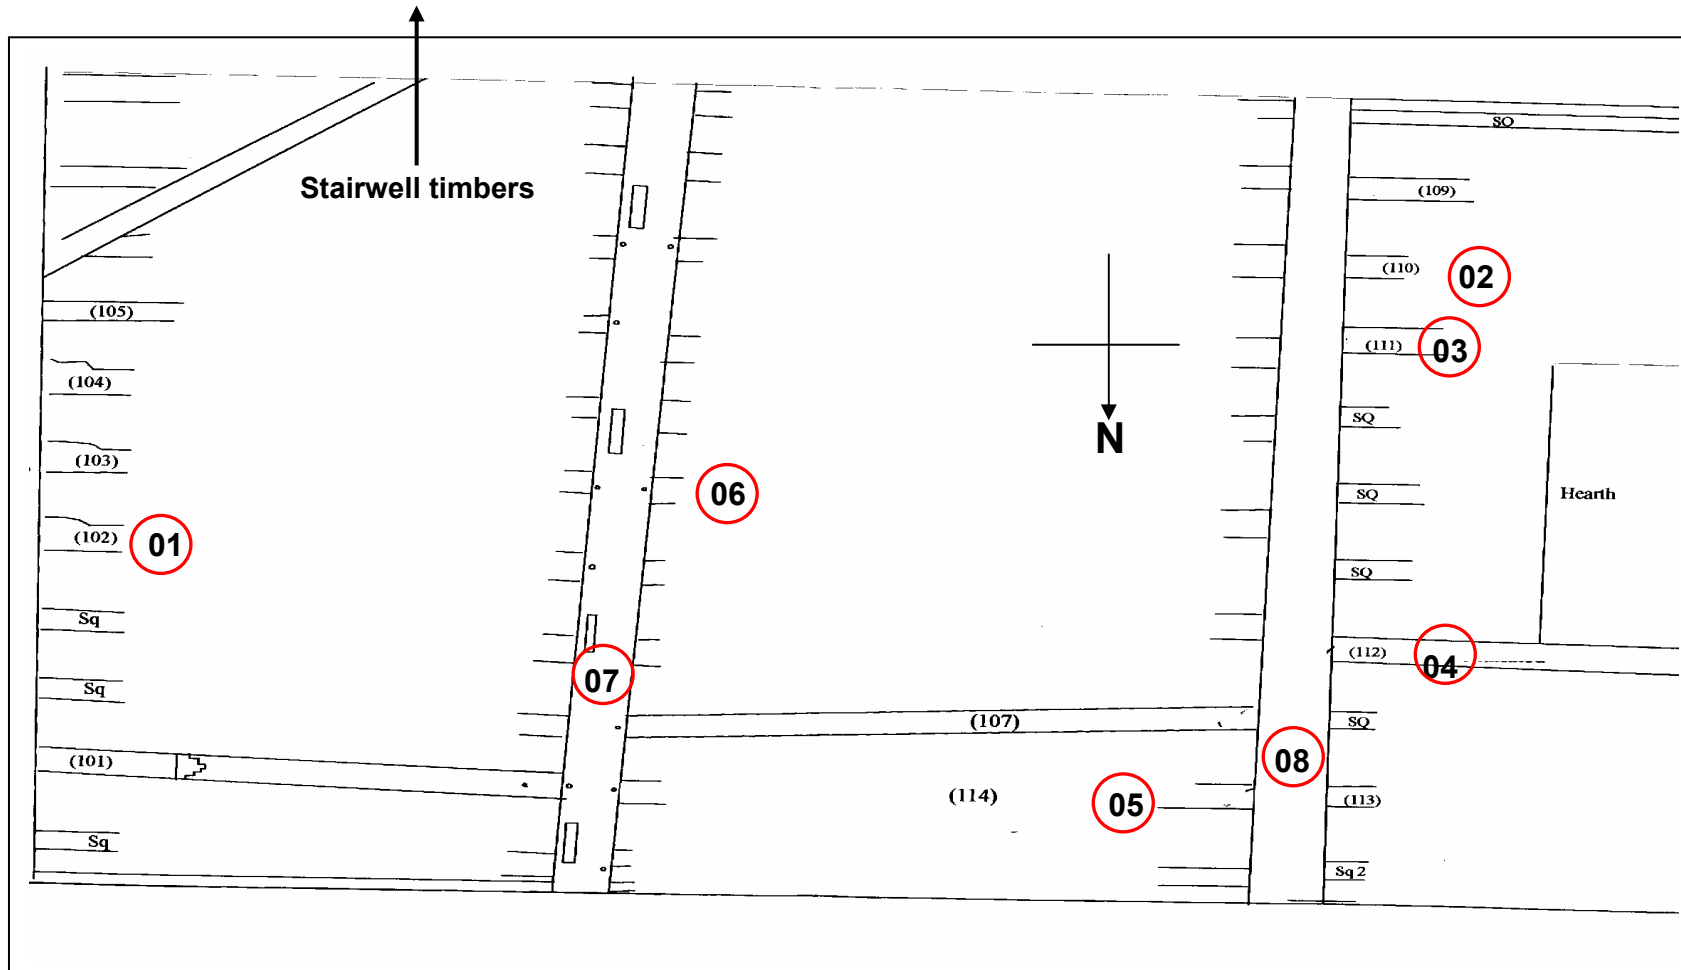 Stairwell timbers
SQ
(109)
(110)
02
(105)
(111)
03
(104)
SQ
N
(103)
06
SQ
Hearth
(102)
01
SQ
Sq
(112)
04
07
Sq
(107)
SQ
08
(101)
(114)
05
(113)
Sq
Sq 2